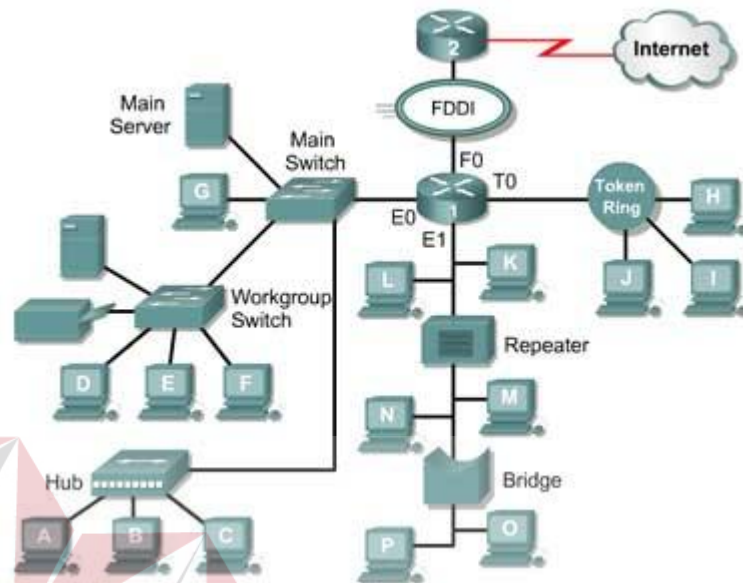 2
Internet
FDDI
Main
Server
Main
Switch
F0
T0
G
E0
1
E1
Token
Ring
H
L
K
J
I
Workgroup
Switch
Repeater
D
E
F
N
M
Hub
Bridge
A
B
C
P
O